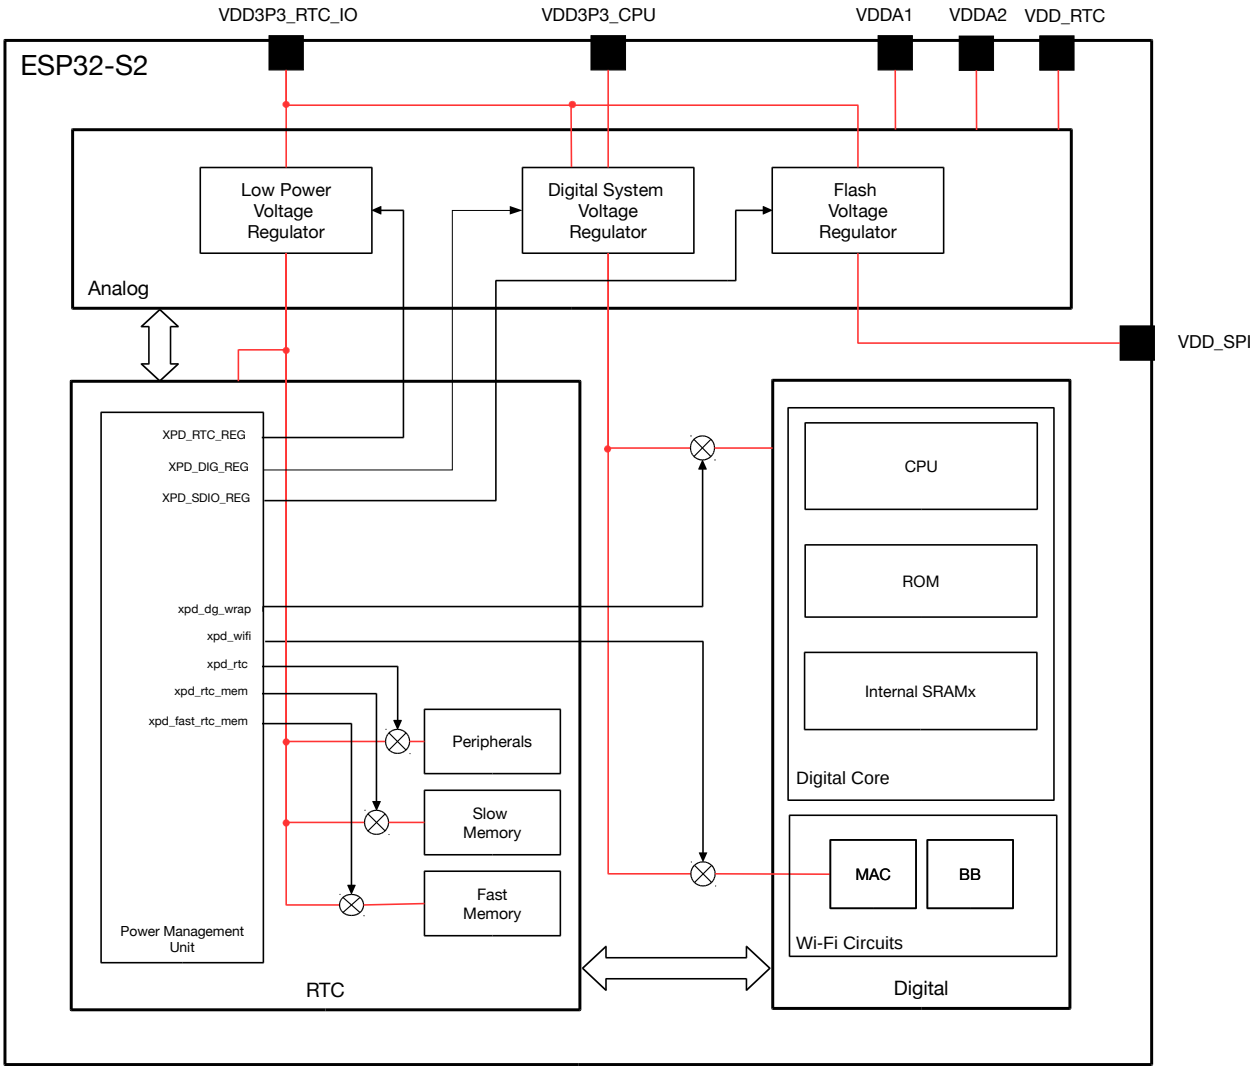 VDD3P3_RTC_IO
VDD3P3_CPU
VDDA1
VDDA2
VDD_RTC
ESP32-S2
Low Power
Voltage
Regulator
Digital System
Voltage
Regulator
Flash
Voltage
Regulator
Analog
VDD_SPI
XPD_RTC_REG
XPD_DIG_REG
XPD_SDIO_REG
xpd_dg_wrap
xpd_wifi
xpd_rtc
xpd_rtc_mem
xpd_fast_rtc_mem
Power Management
Unit
Peripherals
Slow
Memory
Fast
Memory
RTC
CPU
ROM
Internal SRAMx
Digital Core
MAC
BB
Wi-Fi Circuits
Digital